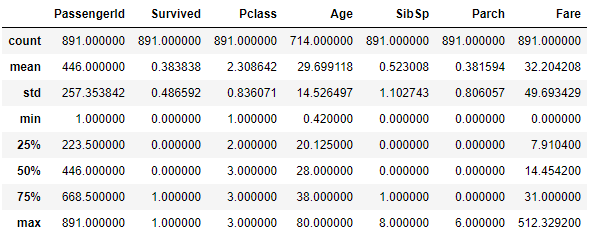 PassengerId Survived Pclass Age SibSp Parch Fare
count 891.000000 891.000000 891.000000 714.000000 891.000000 891.000000 891.000000
mean 446.000000 0.383838 2.308642 29.699118 0.523008 0.381594 32.204208
std 257.353842 0.486592 0.836071 14.526497 1.102743 0.806057 49.693429
min 1.000000 0.000000 1.000000 0.420000 0.000000 0.000000 0.000000
25% 223.500000 0.000000 2.000000 20.125000 0.000000 0.000000 7.910400
50% 446.000000 0.000000 3.000000 28.000000 0.000000 0.000000 14.454200
75% 668.500000 1.000000 3.000000 38.000000 1.000000 0.000000 31.000000
max 891.000000 1.000000 3.000000 80.000000 8.000000 6.000000 512.329200